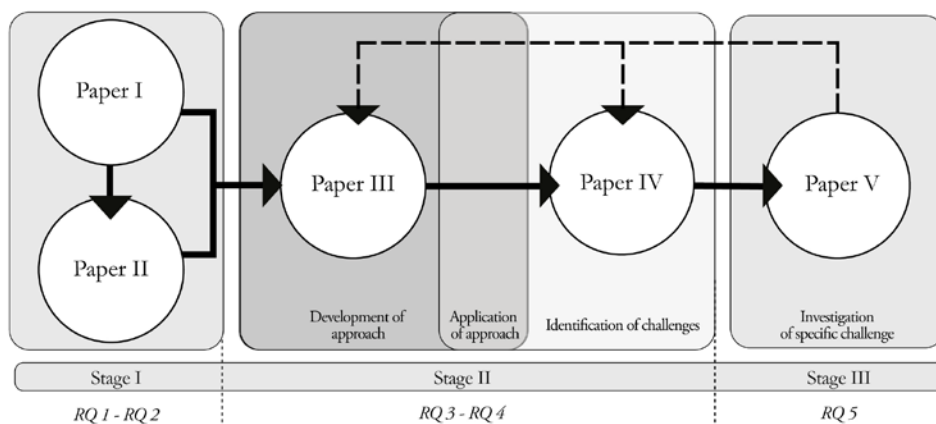 Paper I
Paper II
Paper III
Paper IV
Paper V
Development of
approach
Application
of approach
Identification of challenges
Investigation
of specific challenge
Stage I
Stage II
Stage III
RQ 1 - RQ 2
RQ 3 - RQ 4
RQ 5